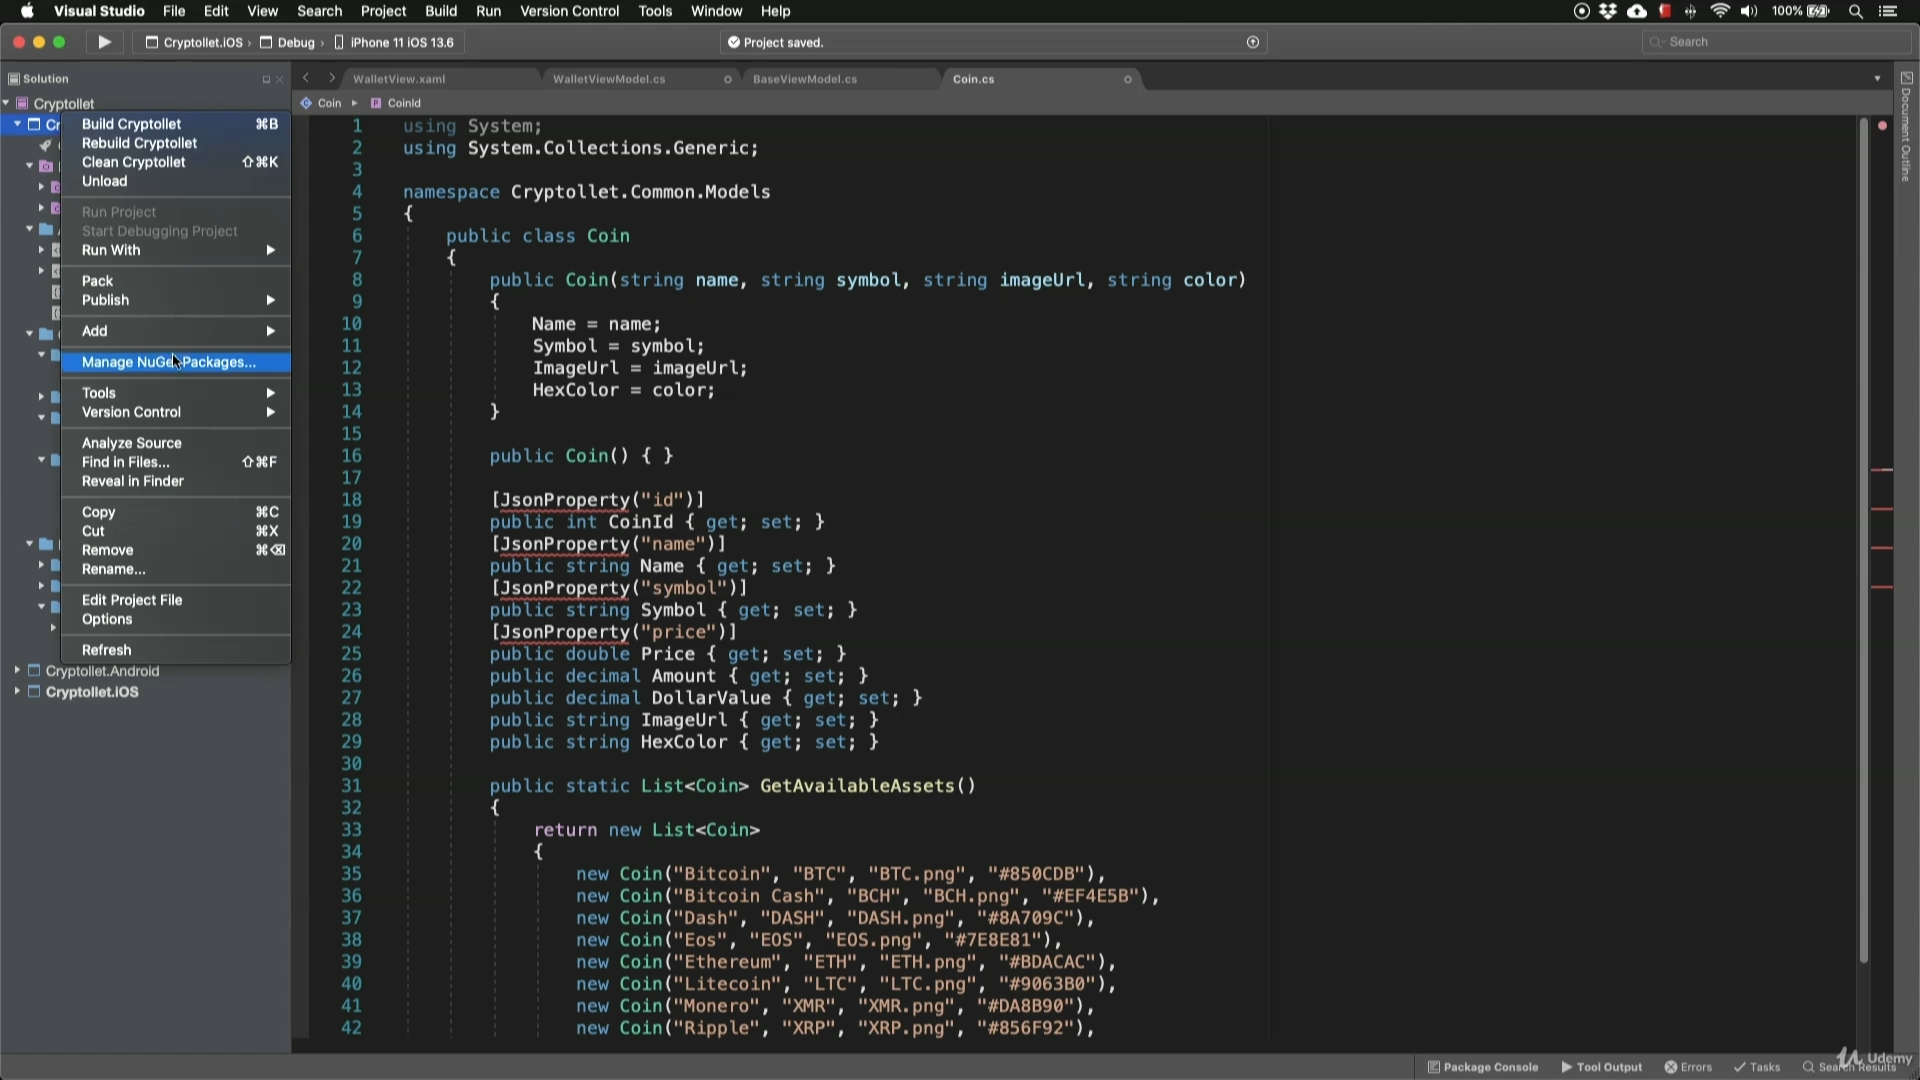 Visual Studio File Edit View Search Project Build Run Version Control Tools Window Help 100%
Cryptollet.iOS › Debug › iPhone 11 iOS 13.6
Project saved.
Search
Solution
WalletView.xaml
WalletViewModel.cs
BaseViewModel.cs
Coin.cs
Coin
CoinId
Document Outline
Cryptollet
Cr
Build Cryptollet ⌘B
Rebuild Cryptollet
Clean Cryptollet ⇧⌘K
Unload
Run Project
Start Debugging Project
Run With
Pack
Publish
Add
Manage NuGet Packages...
Tools
Version Control
Analyze Source
Find in Files... ⇧⌘F
Reveal in Finder
Copy ⌘C
Cut ⌘X
Remove ⌘⌫
Rename...
Edit Project File
Options
Refresh
Cryptollet.Android
Cryptollet.iOS
1 using System;
2 using System.Collections.Generic;
3
4 namespace Cryptollet.Common.Models
5 {
6 public class Coin
7 {
8 public Coin(string name, string symbol, string imageUrl, string color)
9 {
10 Name = name;
11 Symbol = symbol;
12 ImageUrl = imageUrl;
13 HexColor = color;
14 }
15
16 public Coin() { }
17
18 [JsonProperty("id")]
19 public int CoinId { get; set; }
20 [JsonProperty("name")]
21 public string Name { get; set; }
22 [JsonProperty("symbol")]
23 public string Symbol { get; set; }
24 [JsonProperty("price")]
25 public double Price { get; set; }
26 public decimal Amount { get; set; }
27 public decimal DollarValue { get; set; }
28 public string ImageUrl { get; set; }
29 public string HexColor { get; set; }
30
31 public static List<Coin> GetAvailableAssets()
32 {
33 return new List<Coin>
34 {
35 new Coin("Bitcoin", "BTC", "BTC.png", "#850CDB"),
36 new Coin("Bitcoin Cash", "BCH", "BCH.png", "#EF4E5B"),
37 new Coin("Dash", "DASH", "DASH.png", "#8A709C"),
38 new Coin("Eos", "EOS", "EOS.png", "#7E8E81"),
39 new Coin("Ethereum", "ETH", "ETH.png", "#BDACAC"),
40 new Coin("Litecoin", "LTC", "LTC.png", "#9063B0"),
41 new Coin("Monero", "XMR", "XMR.png", "#DA8B90"),
42 new Coin("Ripple", "XRP", "XRP.png", "#856F92"),
Package Console Tool Output Errors Tasks Search Results
Udemy